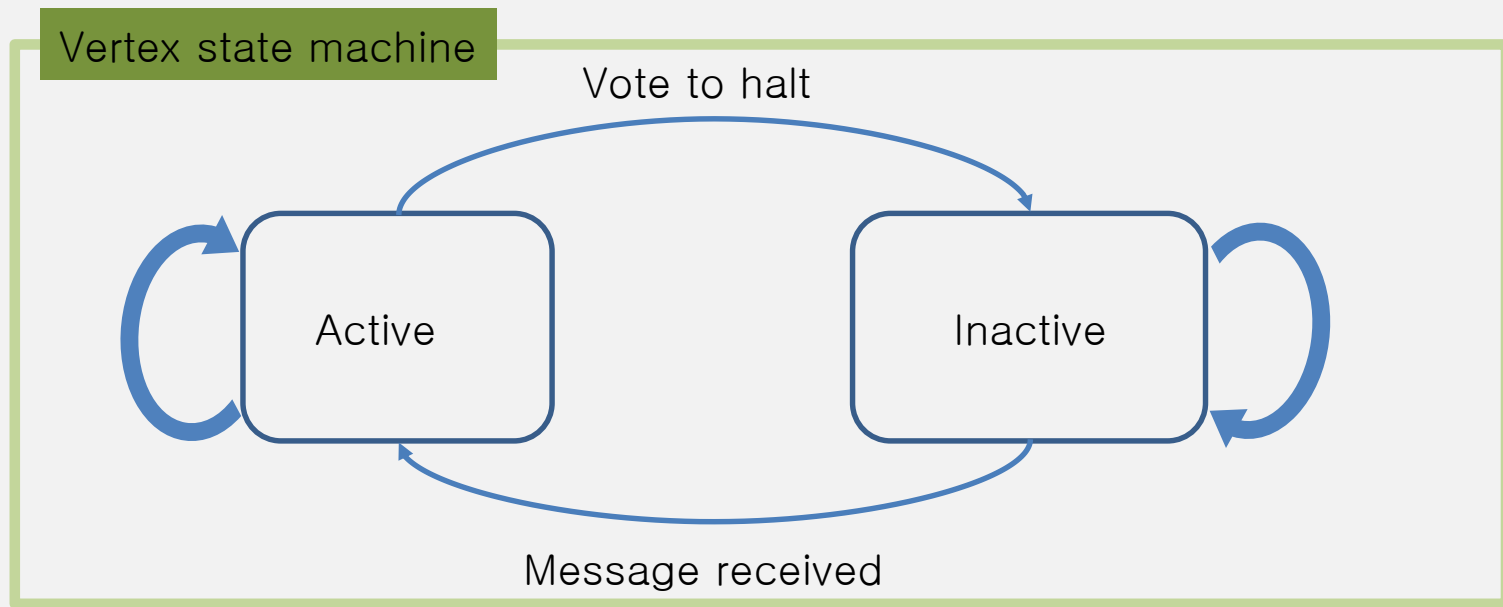 Vertex state machine
Vote to halt
Active
Inactive
Message received